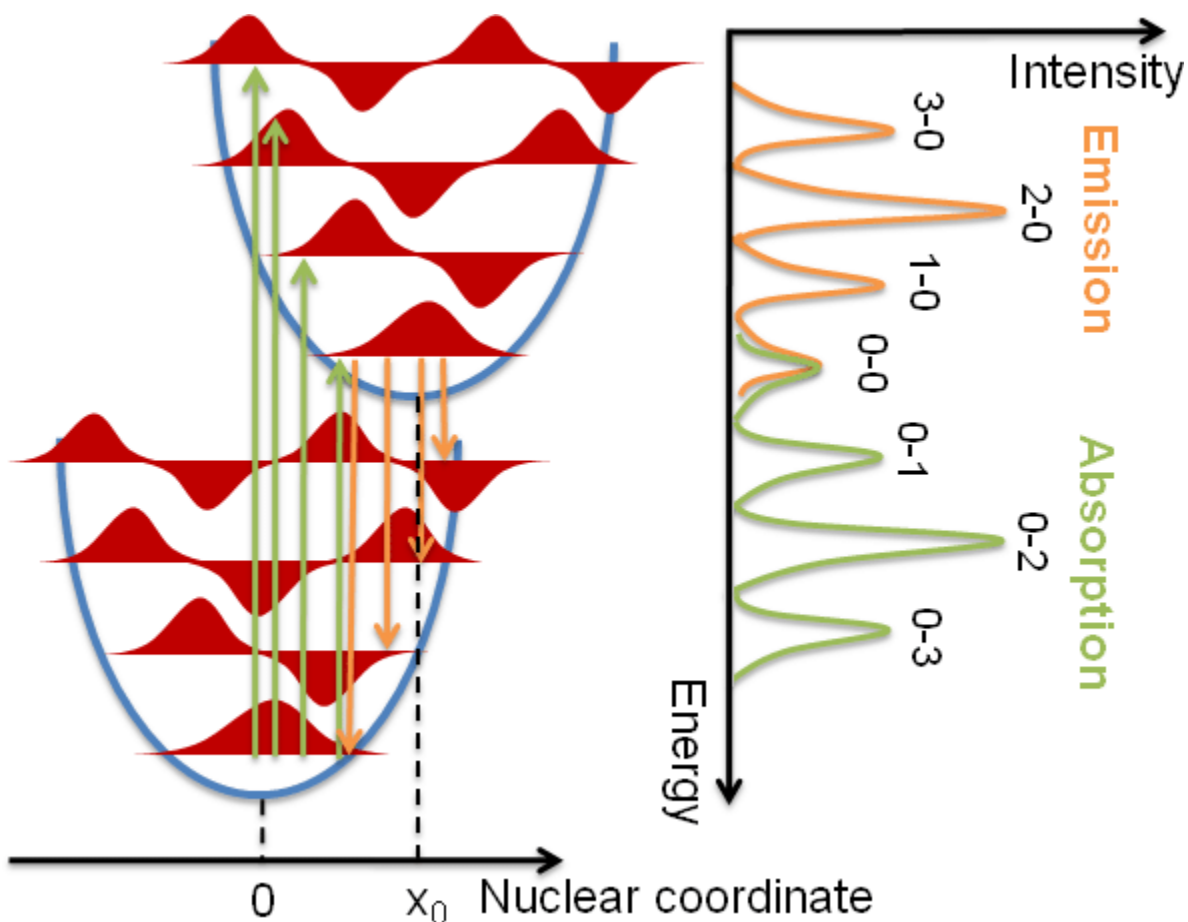 Intensity
3-0
2-0
1-0
0-0
0-1
0-2
0-3
Emission
Absorption
Energy
0
x₀
Nuclear coordinate